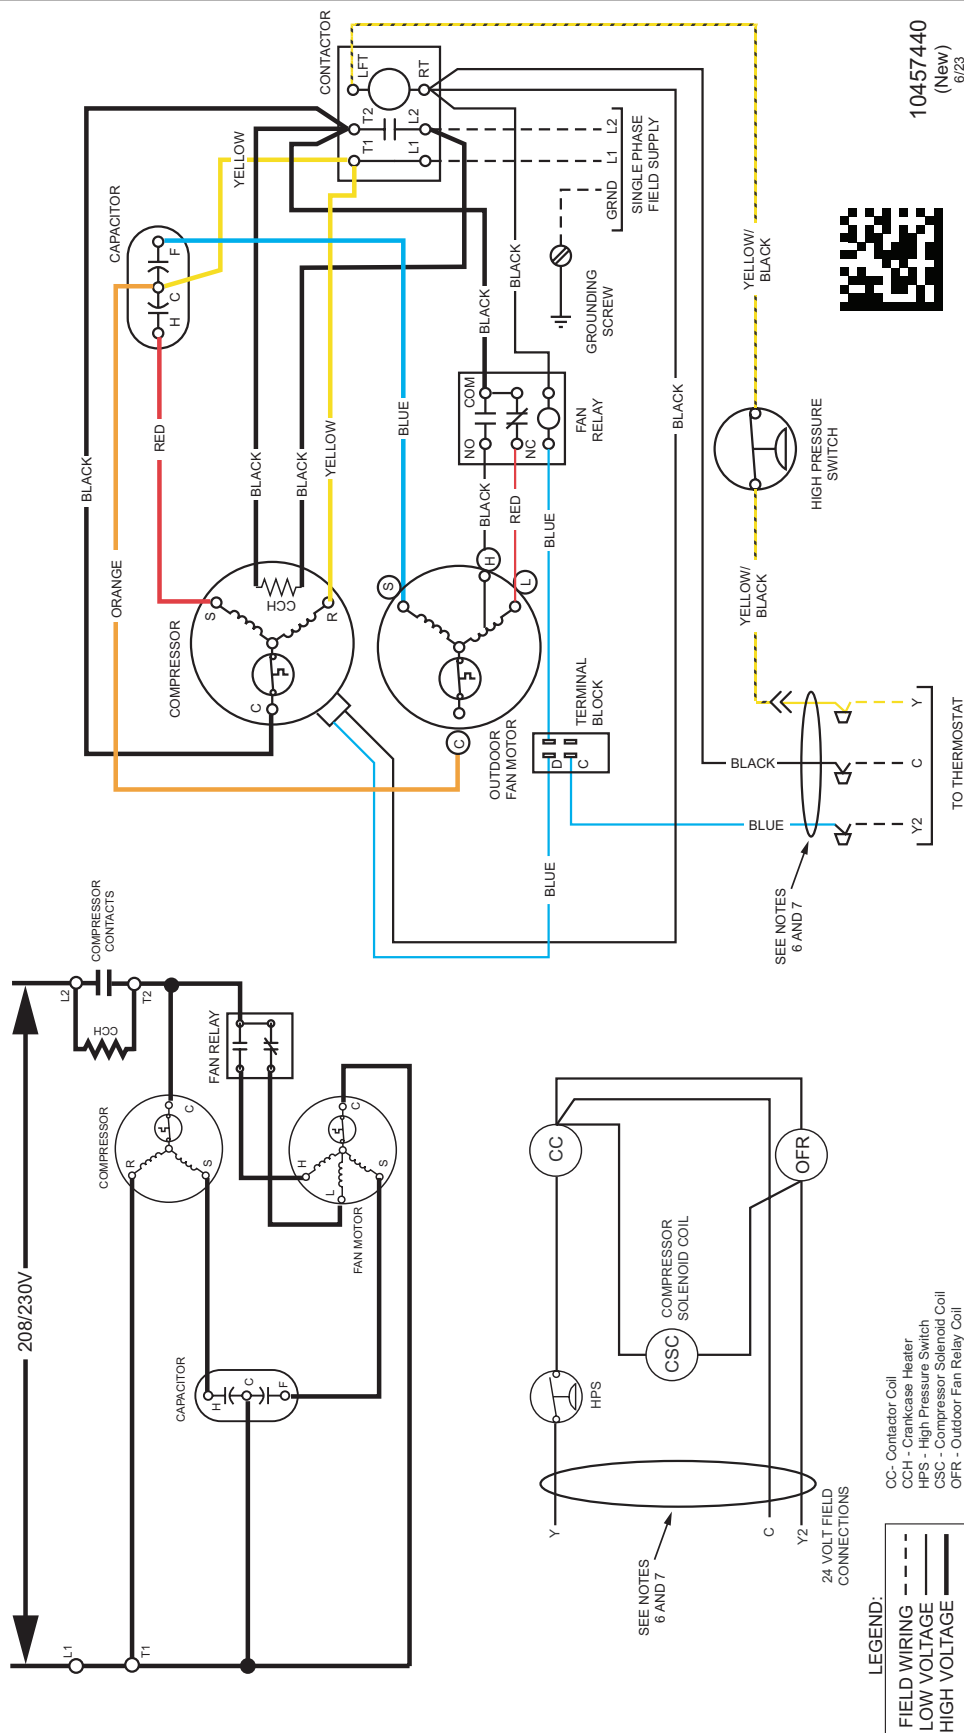 10457440
(New)
6/23
CONTACTOR
LFT
RT
T2
L2
T1
L1
L2
L1
GRND
SINGLE PHASE
FIELD SUPPLY
GROUNDING
SCREW
CAPACITOR
F
C
H
YELLOW
BLACK
RED
ORANGE
BLACK
BLACK
YELLOW
BLUE
BLACK
BLACK
BLACK
YELLOW/
BLACK
COM
NO
NC
FAN
RELAY
HIGH PRESSURE
SWITCH
BLACK
RED
BLUE
YELLOW/
BLACK
COMPRESSOR
S
CCH
R
C
S
H
L
C
OUTDOOR
FAN MOTOR
TERMINAL
BLOCK
D
C
BLUE
BLACK
BLUE
Y
C
Y2
TO THERMOSTAT
SEE NOTES
6 AND 7
208/230V
L2
COMPRESSOR
CONTACTS
CCH
T2
FAN RELAY
COMPRESSOR
R
C
S
H
C
L
S
FAN MOTOR
CAPACITOR
H
C
F
L1
T1
CC
OFR
COMPRESSOR
SOLENOID COIL
CSC
HPS
Y
C
Y2
24 VOLT FIELD
CONNECTIONS
SEE NOTES
6 AND 7
CC- Contactor Coil
CCH - Crankcase Heater
HPS - High Pressure Switch
CSC - Compressor Solenoid Coil
OFR - Outdoor Fan Relay Coil
LEGEND:
FIELD WIRING
LOW VOLTAGE
HIGH VOLTAGE